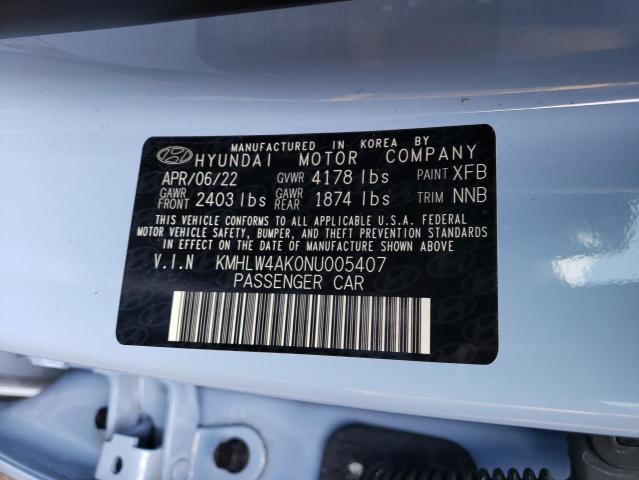 MANUFACTURED IN KOREA BY
HYUNDAI MOTOR COMPANY
APR/06/22 GVWR 4178 lbs PAINT XFB
GAWR FRONT 2403 lbs GAWR REAR 1874 lbs TRIM NNB
THIS VEHICLE CONFORMS TO ALL APPLICABLE U.S.A. FEDERAL
MOTOR VEHICLE SAFETY, BUMPER, AND THEFT PREVENTION STANDARDS
IN EFFECT ON THE DATE OF MANUFACTURE SHOWN ABOVE
V.I.N KMHLW4AK0NU005407
PASSENGER CAR